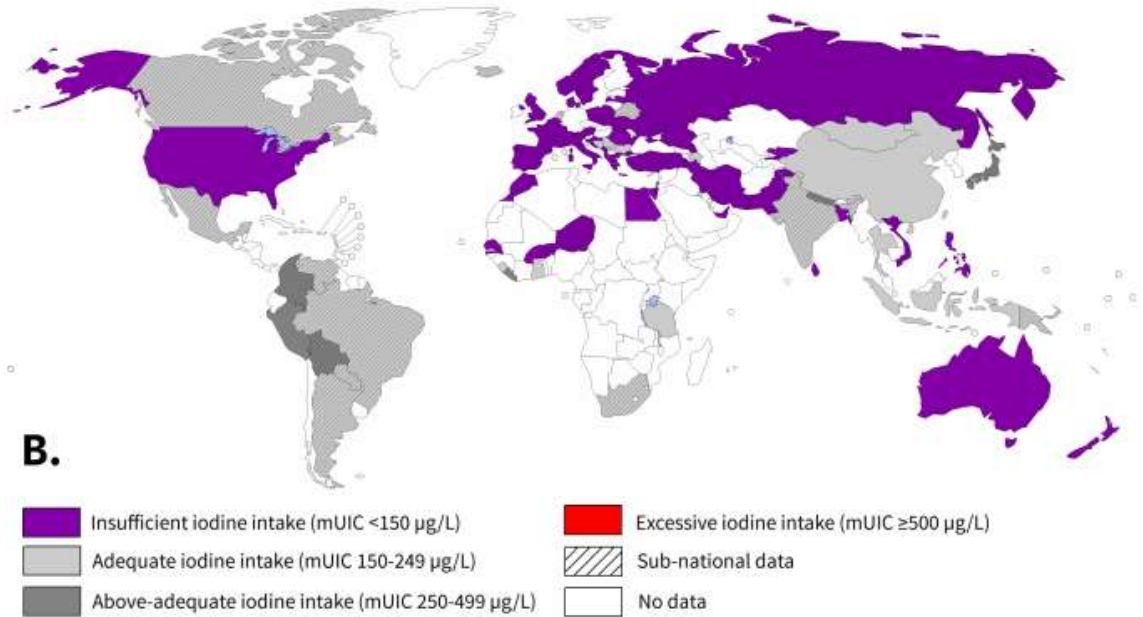 B.
Insufficient iodine intake (mUIC <150 µg/L)
Adequate iodine intake (mUIC 150-249 µg/L)
Above-adequate iodine intake (mUIC 250-499 µg/L)
Excessive iodine intake (mUIC ≥500 µg/L)
Sub-national data
No data